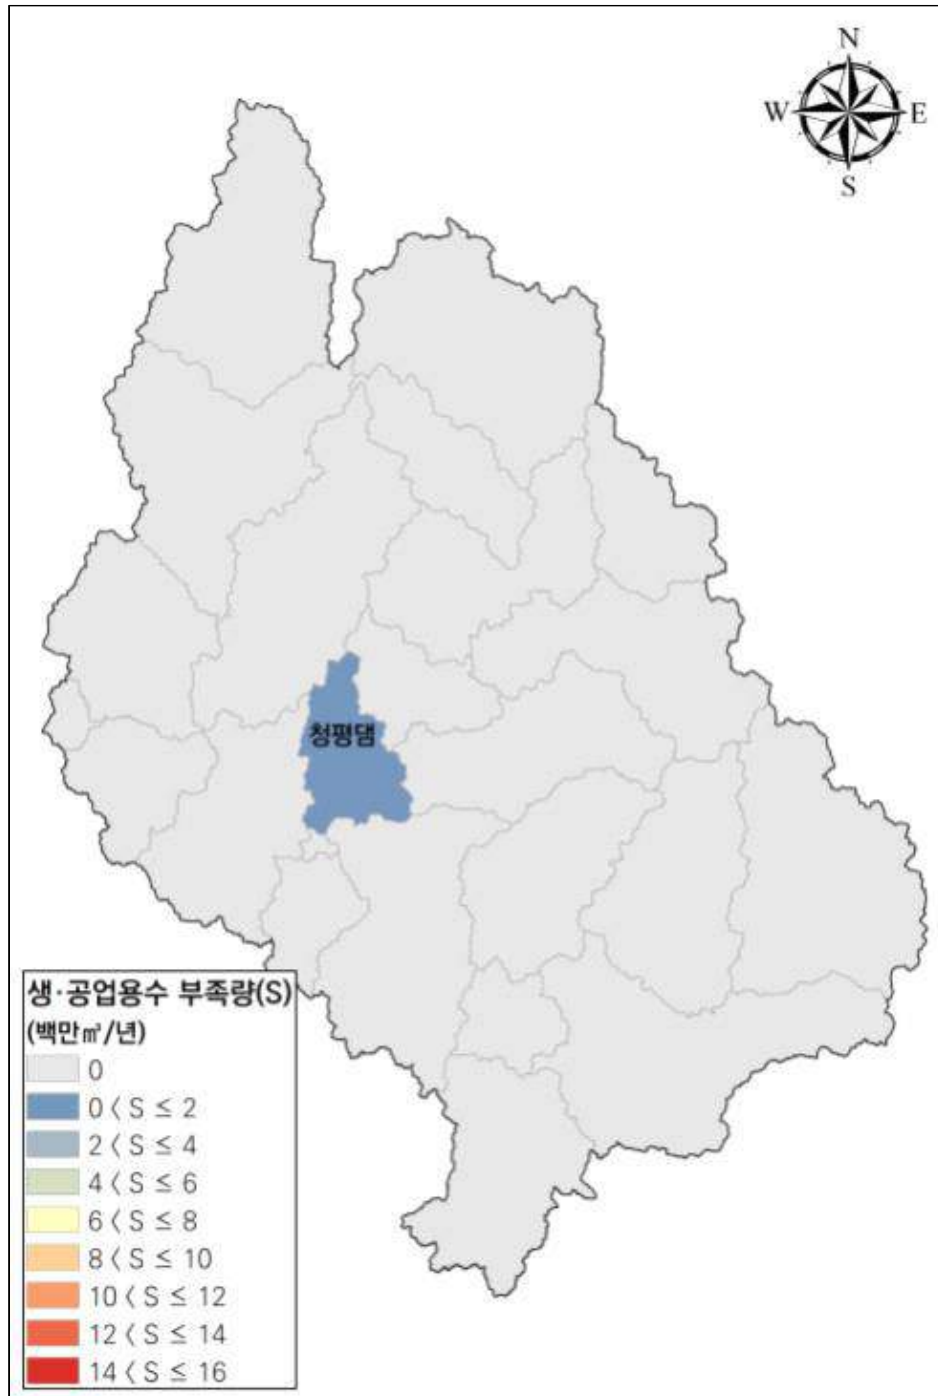 N
W E
S
청평댐
생·공업용수 부족량(S)
(백만㎥/년)
0
0 < S ≤ 2
2 < S ≤ 4
4 < S ≤ 6
6 < S ≤ 8
8 < S ≤ 10
10 < S ≤ 12
12 < S ≤ 14
14 < S ≤ 16